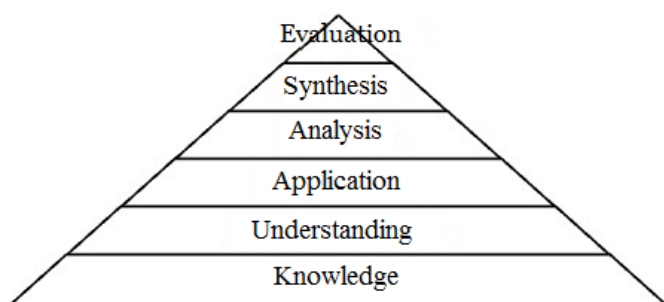 Evaluation
Synthesis
Analysis
Application
Understanding
Knowledge